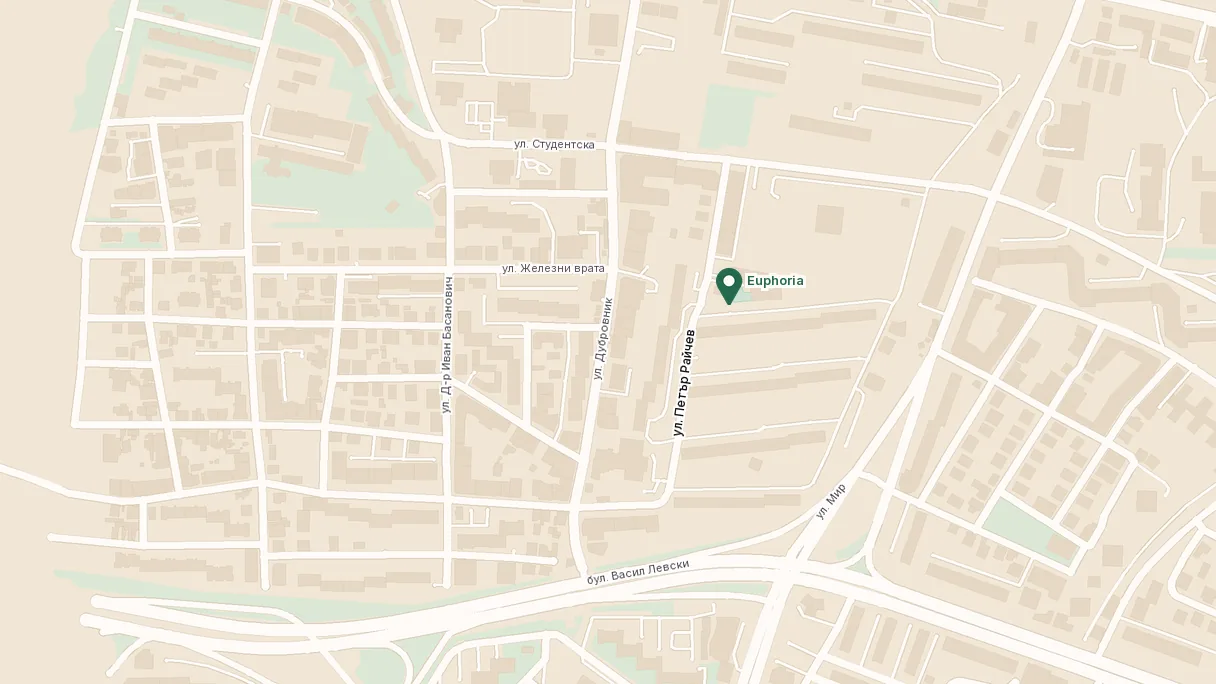 ул. Студентска
ул. Железни врата
Euphoria
ул. Д-р Иван Басанович
ул. Дубровник
ул. Петър Райчев
ул. Мир
бул. Васил Левски